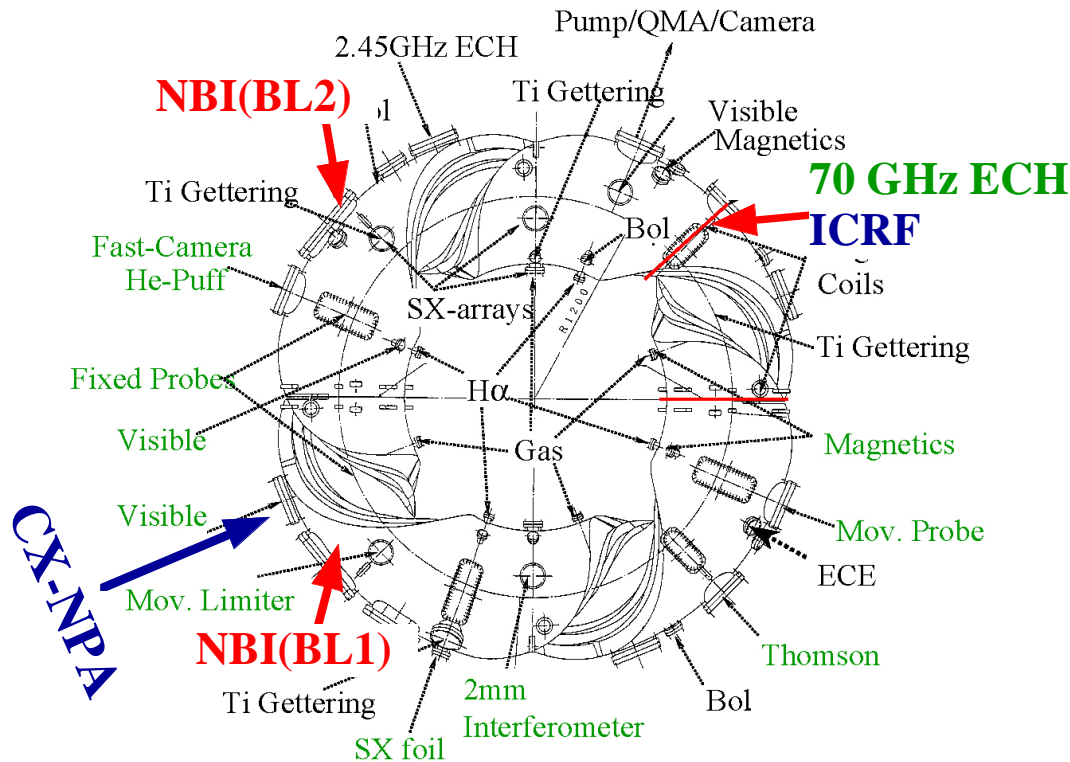 Pump/QMA/Camera
2.45GHz ECH
NBI(BL2)
Ti Gettering
Visible
Magnetics
70 GHz ECH
ICRF
Ti Gettering
Bol
Fast-Camera
He-Puff
Coils
SX-arrays
R1200
Ti Gettering
Fixed Probes
Hα
Visible
Gas
Magnetics
Visible
CX-NPA
Mov. Probe
ECE
Mov. Limiter
NBI(BL1)
Thomson
Ti Gettering
2mm
Interferometer
Bol
SX foil